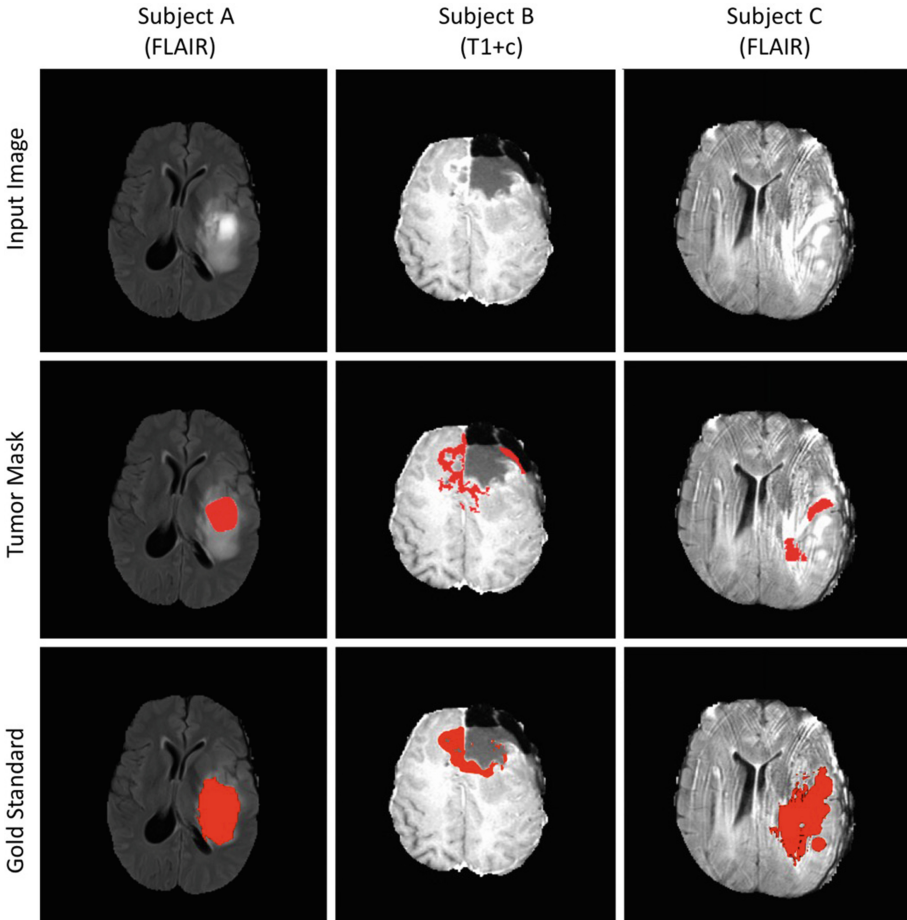 Subject A
(FLAIR)
Subject B
(T1+c)
Subject C
(FLAIR)
Input Image
Tumor Mask
Gold Standard